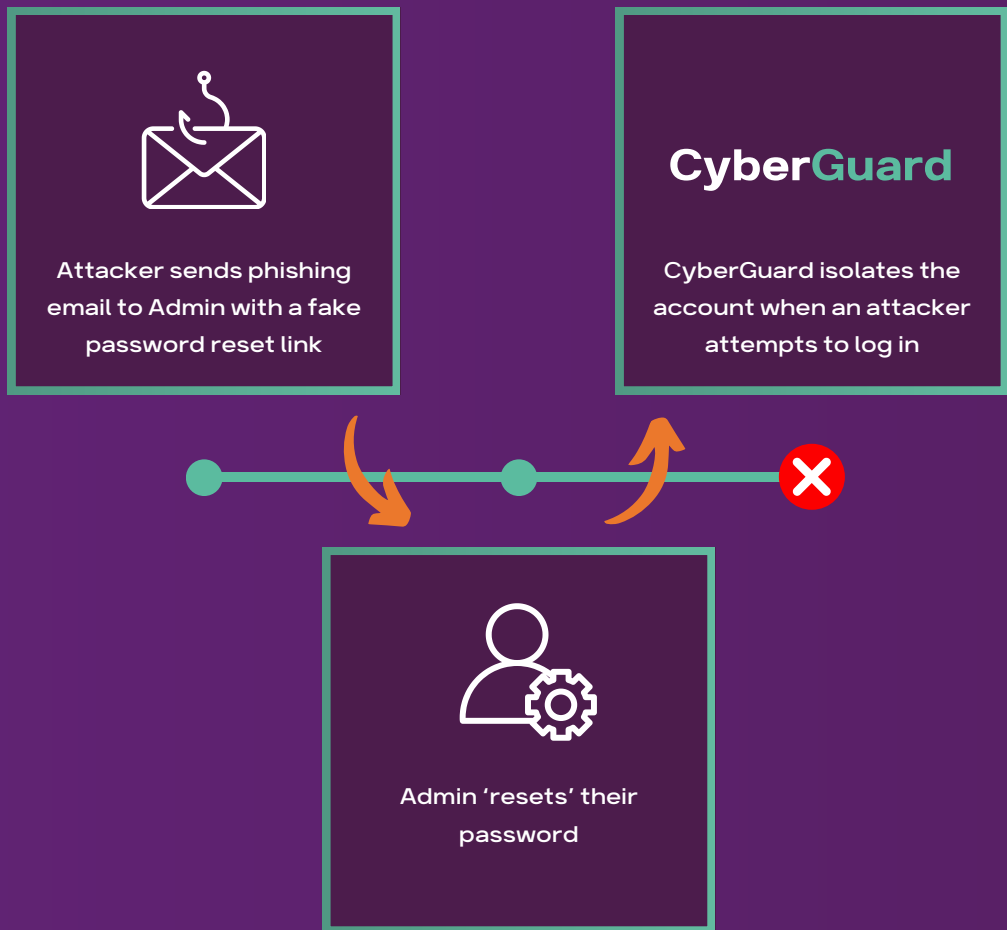 Attacker sends phishing
email to Admin with a fake
password reset link
CyberGuard
CyberGuard isolates the
account when an attacker
attempts to log in
Admin ‘resets’ their
password